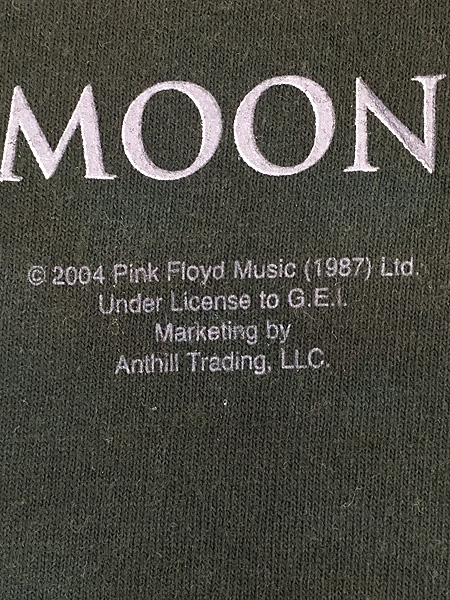 MOON
© 2004 Pink Floyd Music (1987) Ltd.
Under License to G.E.I.
Marketing by
Anthill Trading, LLC.